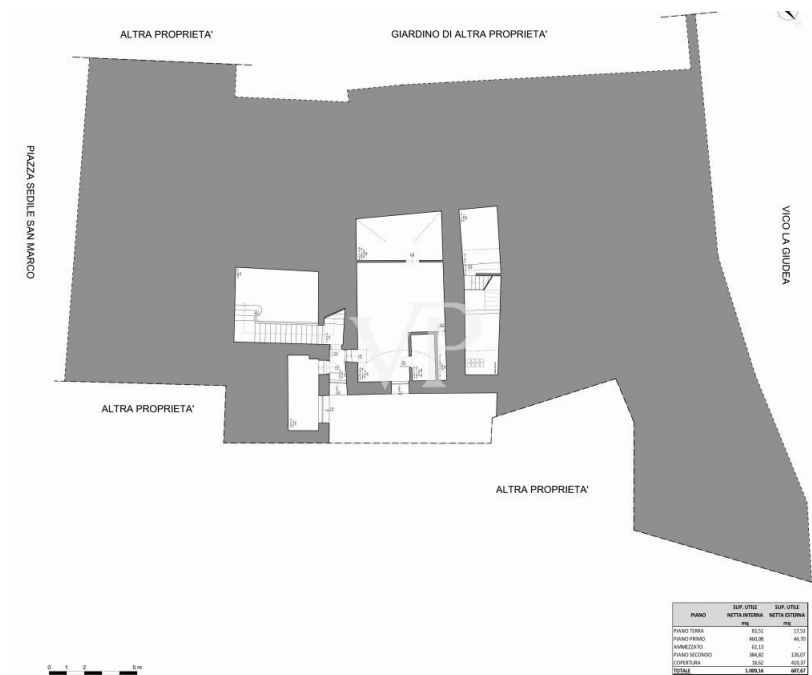 ALTRA PROPRIETA'
GIARDINO DI ALTRA PROPRIETA'
PIAZZA SEDILE SAN MARCO
VICO LA GIUDEA
VP
ALTRA PROPRIETA'
ALTRA PROPRIETA'
PIANO SUP. UTILE NETTA INTERNA mq SUP. UTILE NETTA ESTERNA mq
PIANO TERRA 83,51 17,53
PIANO PRIMO 460,08 44,70
AMMEZZATO 62,13 -
PIANO SECONDO 384,82 126,07
COPERTURA 18,62 419,37
TOTALE 1.009,16 607,67
0 1 2 5 m